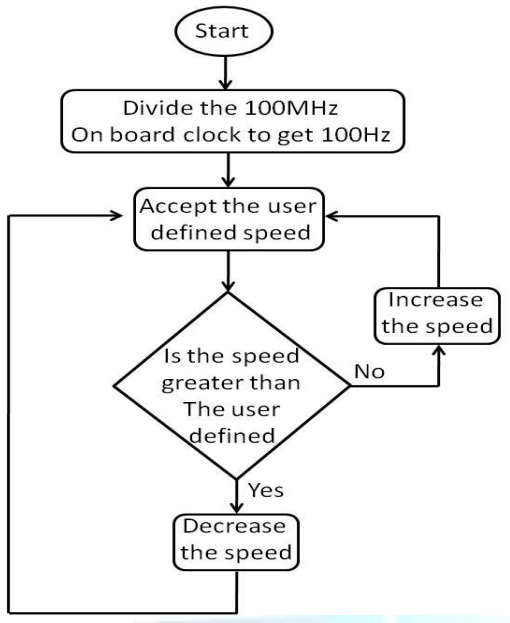 Start
Divide the 100MHz
On board clock to get 100Hz
Accept the user
defined speed
Increase
the speed
Is the speed
greater than
The user
defined
No
Yes
Decrease
the speed